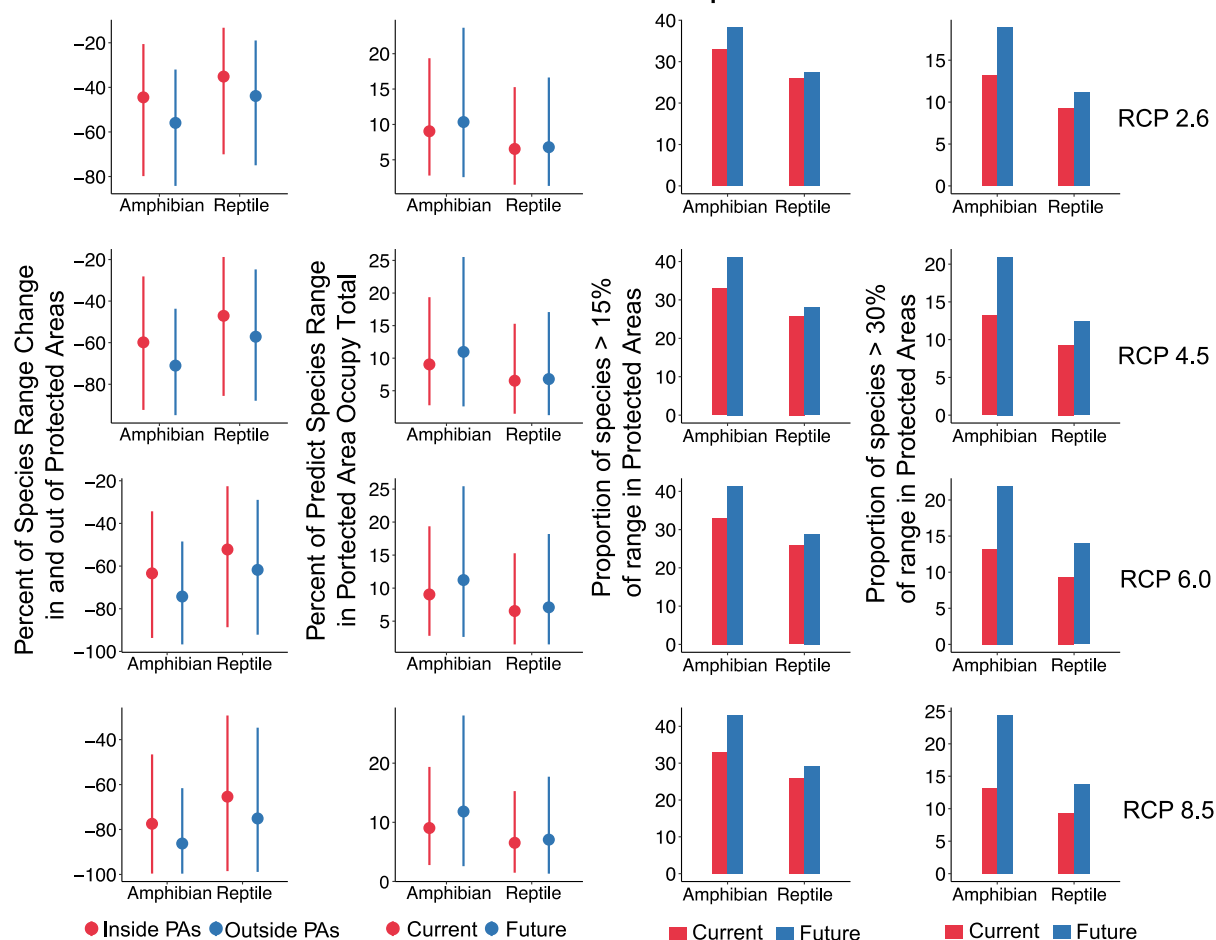 Percent of Species Range Change
in and out of Protected Areas
Percent of Predict Species Range
in Ported Area Occupy Total
Proportion of species > 15%
of range in Protected Areas
Proportion of species > 30%
of range in Protected Areas
−20
−40
−60
−80
Amphibian Reptile
20
15
10
5
Amphibian Reptile
40
30
20
10
0
Amphibian Reptile
15
10
5
0
Amphibian Reptile
RCP 2.6
−20
−40
−60
−80
Amphibian Reptile
25
20
15
10
5
Amphibian Reptile
40
30
20
10
0
Amphibian Reptile
20
15
10
5
0
Amphibian Reptile
RCP 4.5
−20
−40
−60
−80
−100
Amphibian Reptile
25
20
15
10
5
Amphibian Reptile
40
30
20
10
0
Amphibian Reptile
20
15
10
5
0
Amphibian Reptile
RCP 6.0
−40
−60
−80
−100
Amphibian Reptile
20
10
0
Amphibian Reptile
40
30
20
10
0
Amphibian Reptile
25
20
15
10
5
0
Amphibian Reptile
RCP 8.5
Inside PAs Outside PAs
Current Future
Current Future
Current Future